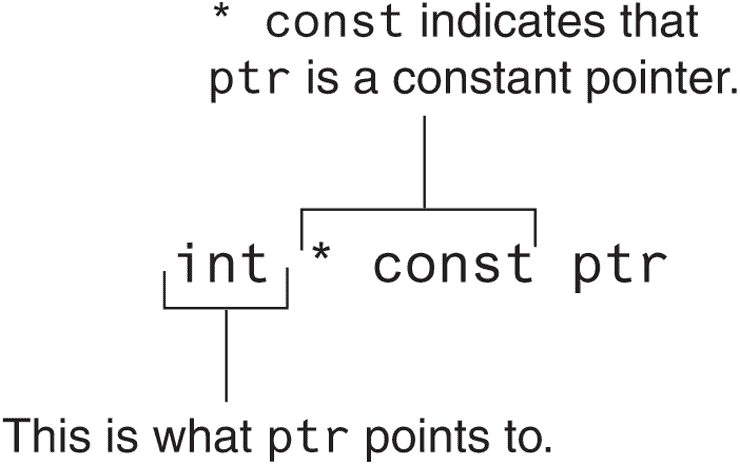 * const indicates that
ptr is a constant pointer.
int * const ptr
This is what ptr points to.